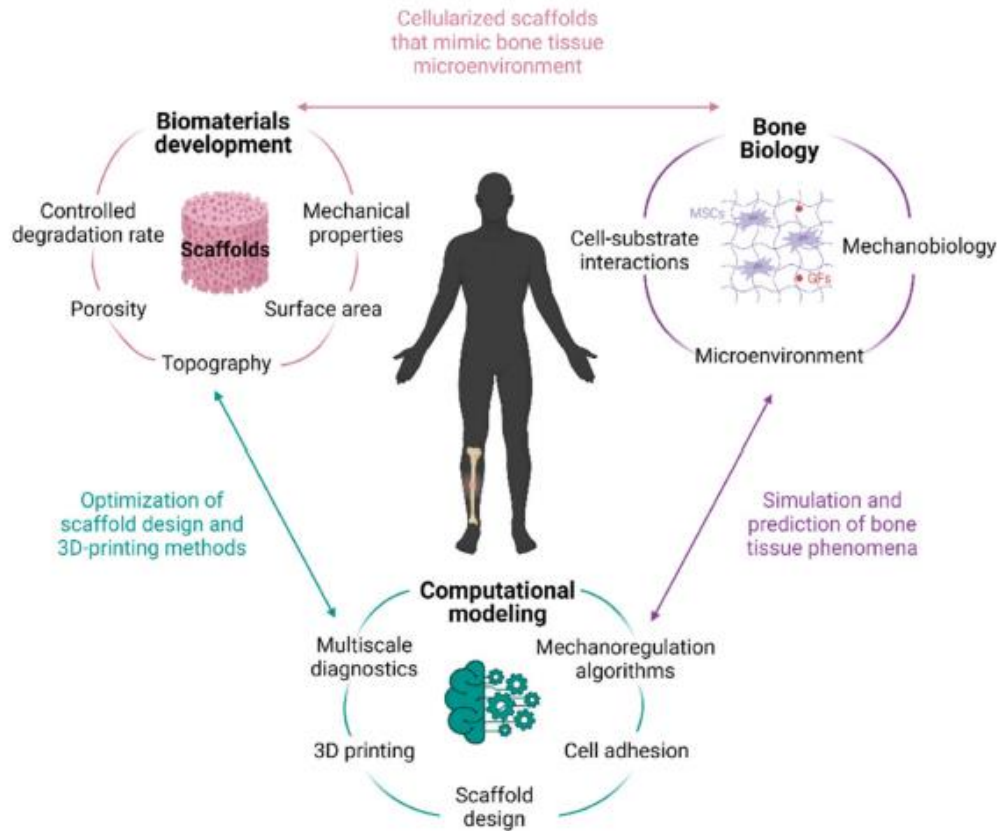 Cellularized scaffolds
that mimic bone tissue
microenvironment
Biomaterials
development
Controlled
degradation rate
Scaffolds
Mechanical
properties
Porosity
Surface area
Topography
Bone
Biology
MSCs
Cell-substrate
interactions
Mechanobiology
GFs
Microenvironment
Optimization of
scaffold design and
3D-printing methods
Simulation and
prediction of bone
tissue phenomena
Computational
modeling
Multiscale
diagnostics
Mechanoregulation
algorithms
3D printing
Cell adhesion
Scaffold
design